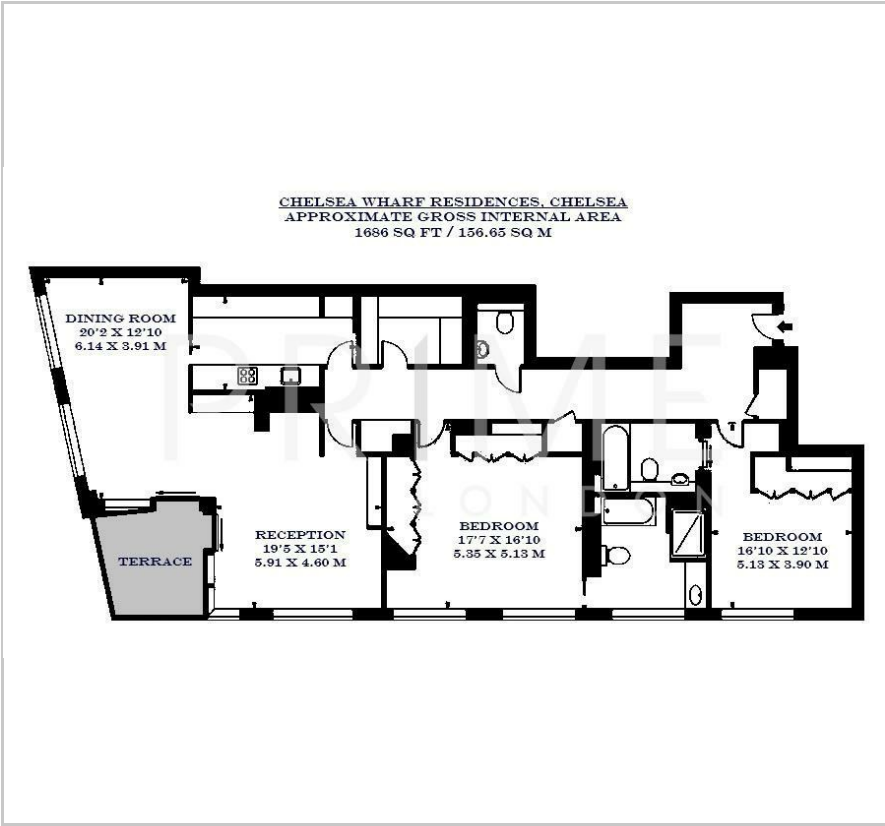 CHELSEA WHARF RESIDENCES, CHELSEA
APPROXIMATE GROSS INTERNAL AREA
1686 SQ FT / 156.65 SQ M
DINING ROOM
20'2 X 12'10
6.14 X 3.91 M
PRIME
LONDON
RECEPTION
19'5 X 15'1
5.91 X 4.60 M
BEDROOM
17'7 X 16'10
5.35 X 5.13 M
BEDROOM
16'10 X 12'10
5.13 X 3.90 M
TERRACE